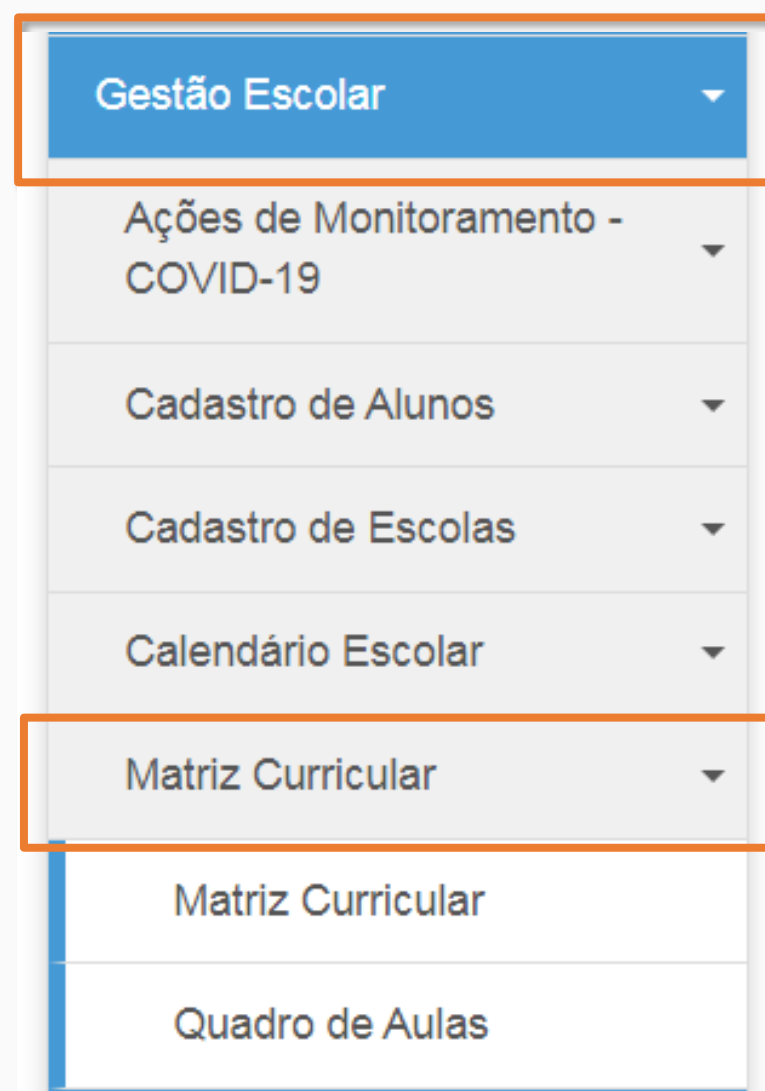 Gestão Escolar
Ações de Monitoramento -
COVID-19
Cadastro de Alunos
Cadastro de Escolas
Calendário Escolar
Matriz Curricular
Matriz Curricular
Quadro de Aulas